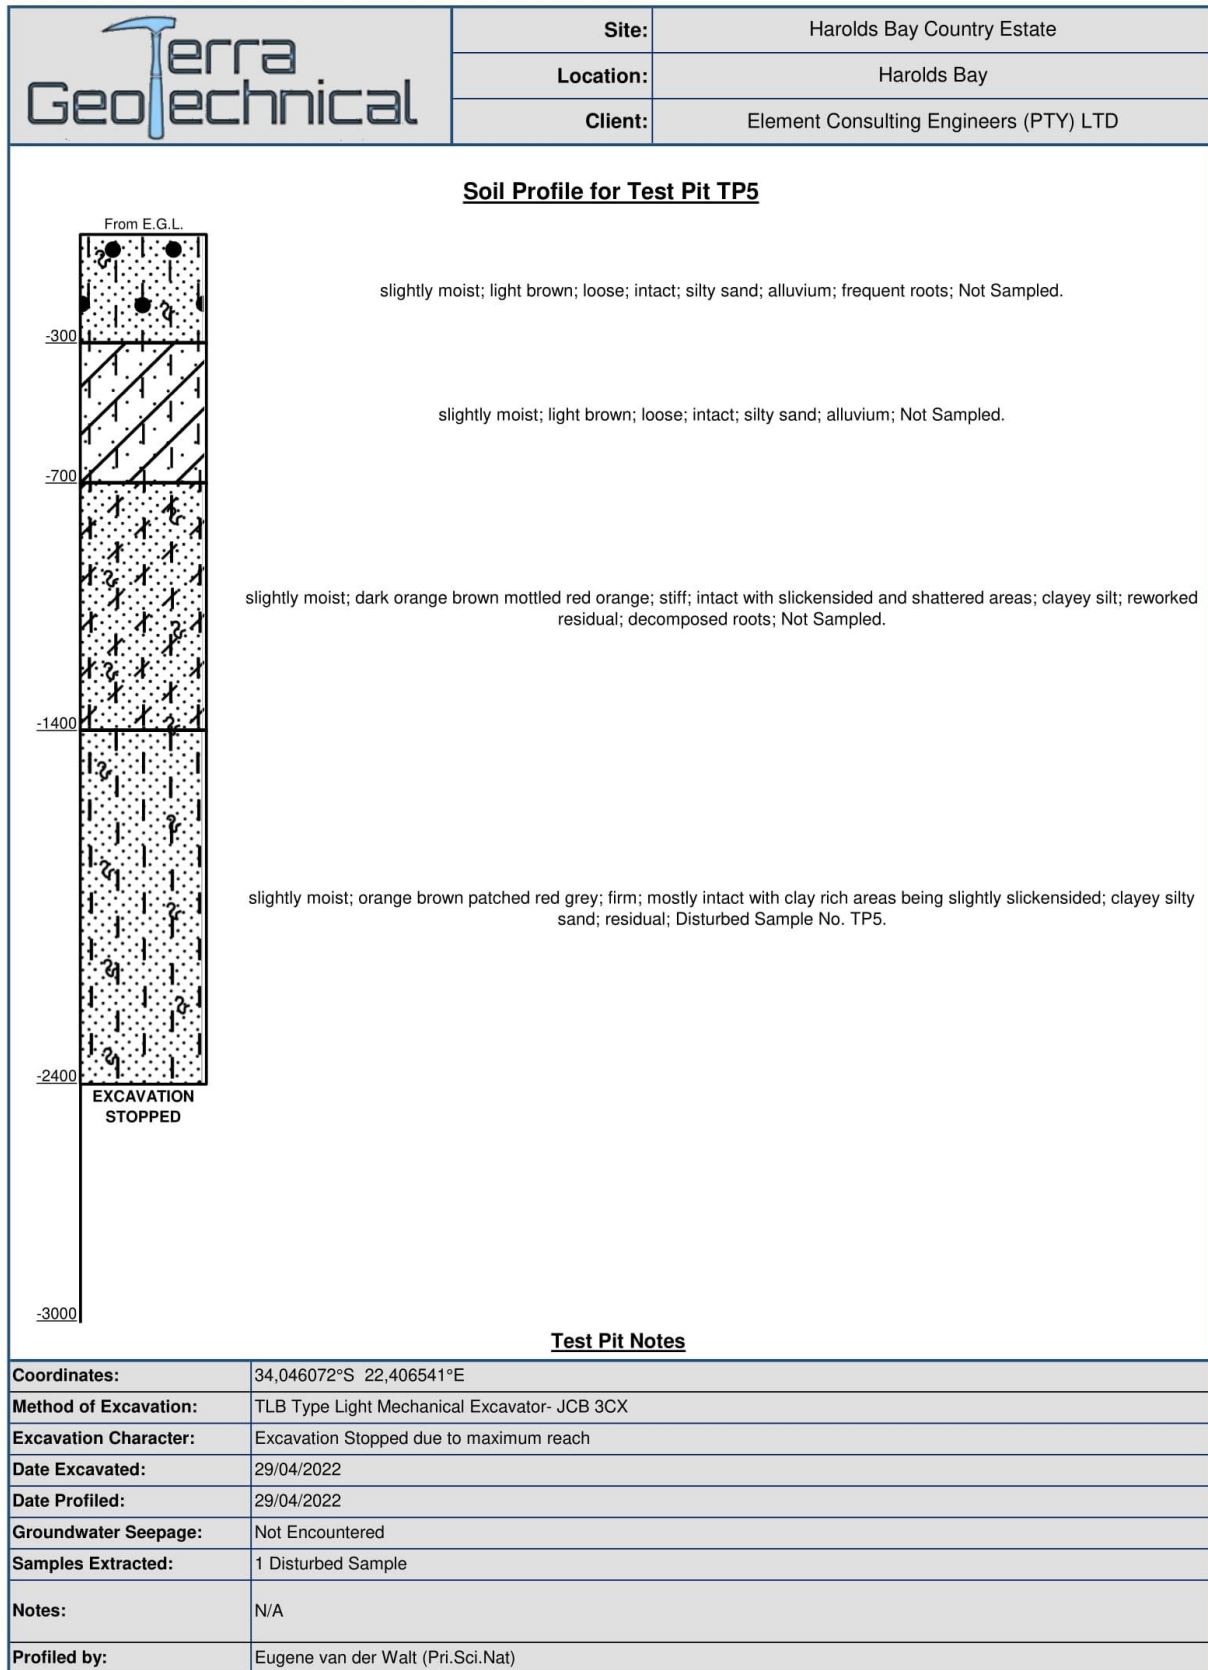 Terra
GeoTechnical
Site: Harolds Bay Country Estate
Location: Harolds Bay
Client: Element Consulting Engineers (PTY) LTD
Soil Profile for Test Pit TP5
From E.G.L.
slightly moist; light brown; loose; intact; silty sand; alluvium; frequent roots; Not Sampled.
-300
slightly moist; light brown; loose; intact; silty sand; alluvium; Not Sampled.
-700
slightly moist; dark orange brown mottled red orange; stiff; intact with slickensided and shattered areas; clayey silt; reworked
residual; decomposed roots; Not Sampled.
-1400
slightly moist; orange brown patched red grey; firm; mostly intact with clay rich areas being slightly slickensided; clayey silty
sand; residual; Disturbed Sample No. TP5.
-2400
EXCAVATION
STOPPED
-3000
Test Pit Notes
Coordinates: 34,046072°S 22,406541°E
Method of Excavation: TLB Type Light Mechanical Excavator- JCB 3CX
Excavation Character: Excavation Stopped due to maximum reach
Date Excavated: 29/04/2022
Date Profiled: 29/04/2022
Groundwater Seepage: Not Encountered
Samples Extracted: 1 Disturbed Sample
Notes: N/A
Profiled by: Eugene van der Walt (Pri.Sci.Nat)